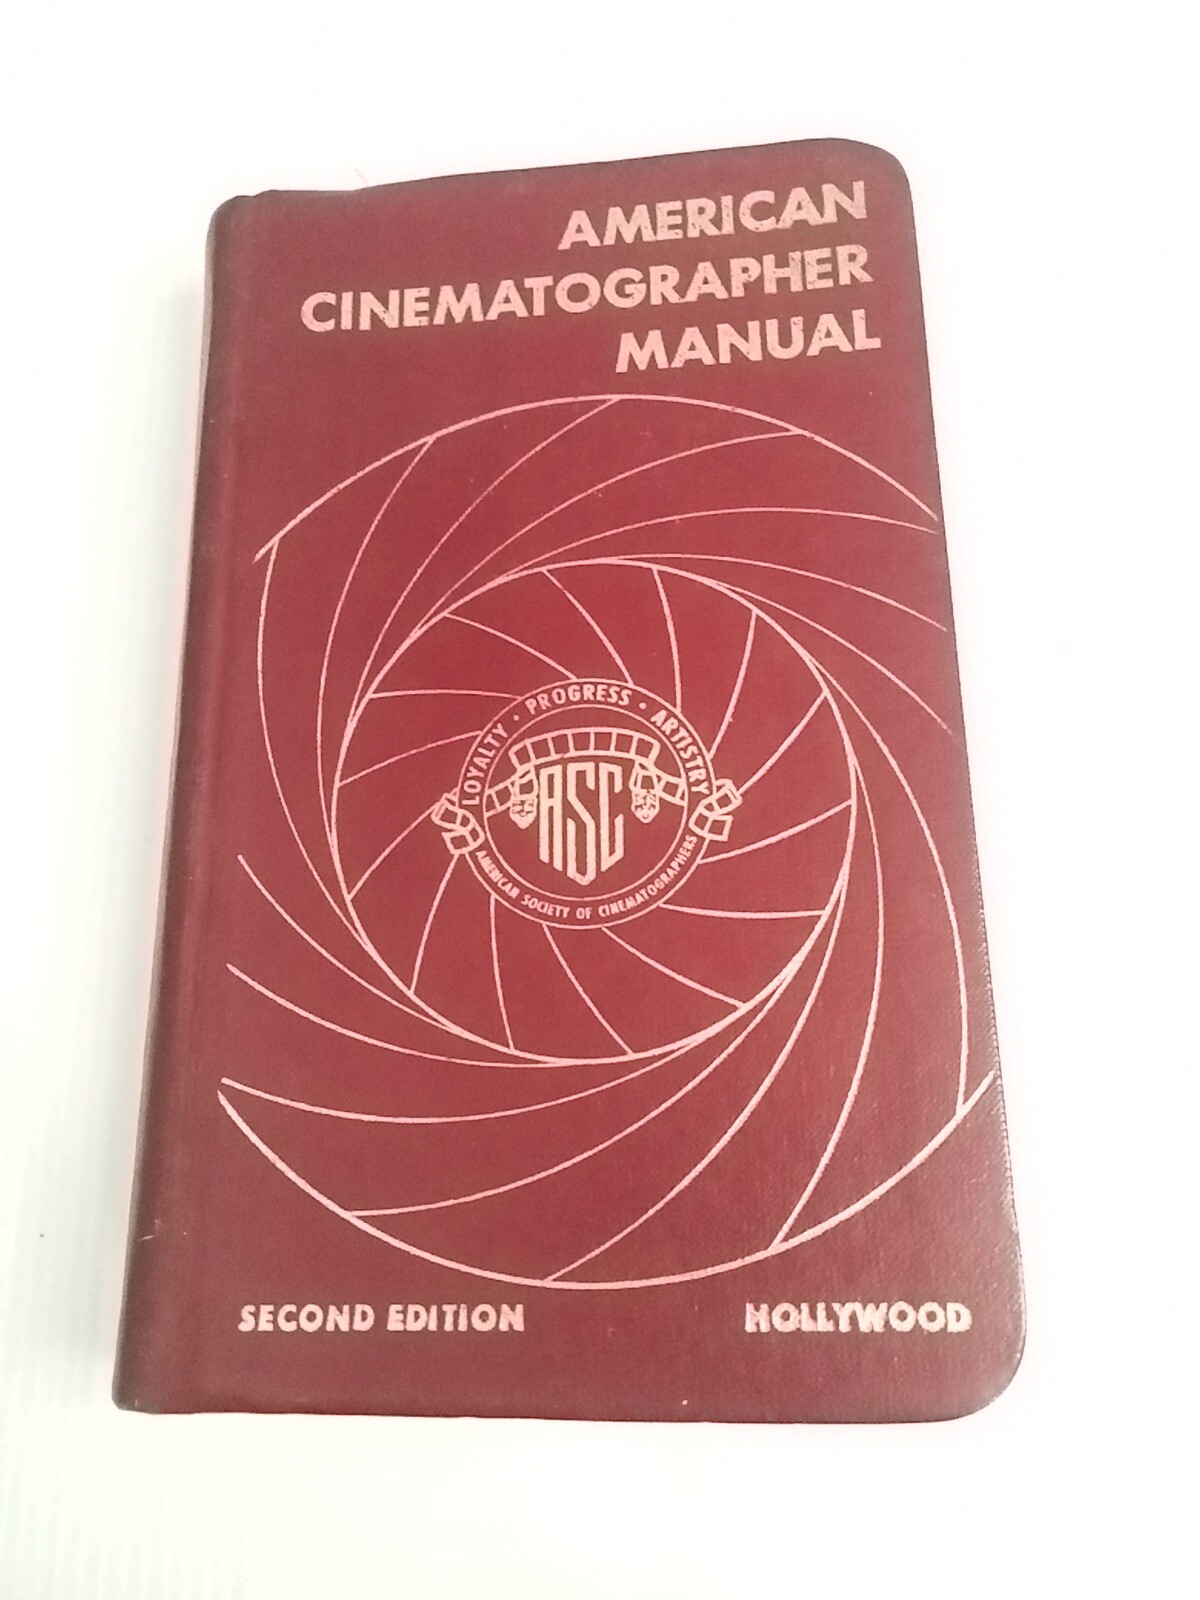 AMERICAN
CINEMATOGRAPHER
MANUAL
LOYALTY · PROGRESS · ARTISTRY
ASC
AMERICAN SOCIETY OF CINEMATOGRAPHERS
SECOND EDITION
HOLLYWOOD